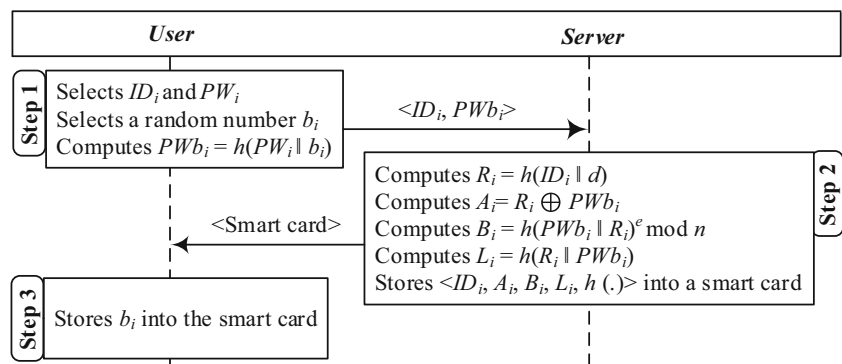 User
Server
Step 1
Selects IDᵢ and PWᵢ
Selects a random number bᵢ
Computes PWbᵢ = h(PWᵢ ∥ bᵢ)
<IDᵢ, PWbᵢ>
Step 2
Computes Rᵢ = h(IDᵢ ∥ d)
Computes Aᵢ= Rᵢ ⊕ PWbᵢ
Computes Bᵢ = h(PWbᵢ ∥ Rᵢ)ᵉ mod n
Computes Lᵢ = h(Rᵢ ∥ PWbᵢ)
Stores <IDᵢ, Aᵢ, Bᵢ, Lᵢ, h (.)> into a smart card
<Smart card>
Step 3
Stores bᵢ into the smart card